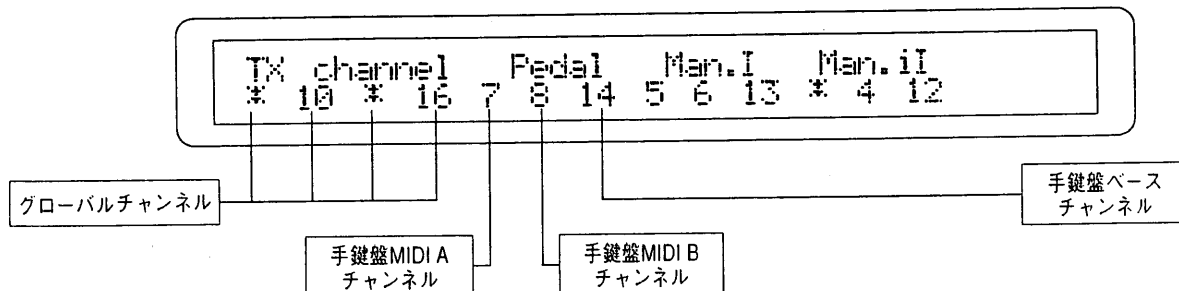 TX channel Pedal Man.I Man.iI
* 10 * 16 7 8 14 5 6 13 * 4 12
グローバルチャンネル
手鍵盤ベース
チャンネル
手鍵盤MIDI A
チャンネル
手鍵盤MIDI B
チャンネル